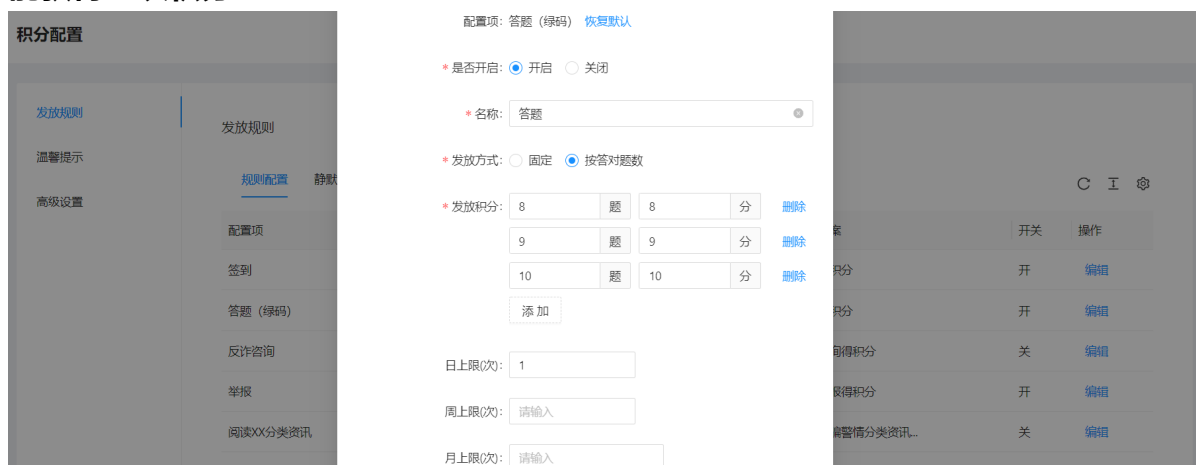 积分配置
配置项: 答题（绿码） 恢复默认
* 是否开启: 开启 关闭
* 名称: 答题
* 发放方式: 固定 按答对题数
* 发放积分: 8 题 8 分 删除
9 题 9 分 删除
10 题 10 分 删除
添 加
日上限(次): 1
周上限(次): 请输入
月上限(次): 请输入
发放规则
温馨提示
高级设置
发放规则
规则配置 静默
配置项 开关 操作
签到 积分 开 编辑
答题（绿码） 积分 开 编辑
反诈咨询 询得积分 关 编辑
举报 报得积分 开 编辑
阅读XX分类资讯 警情分类资讯... 关 编辑